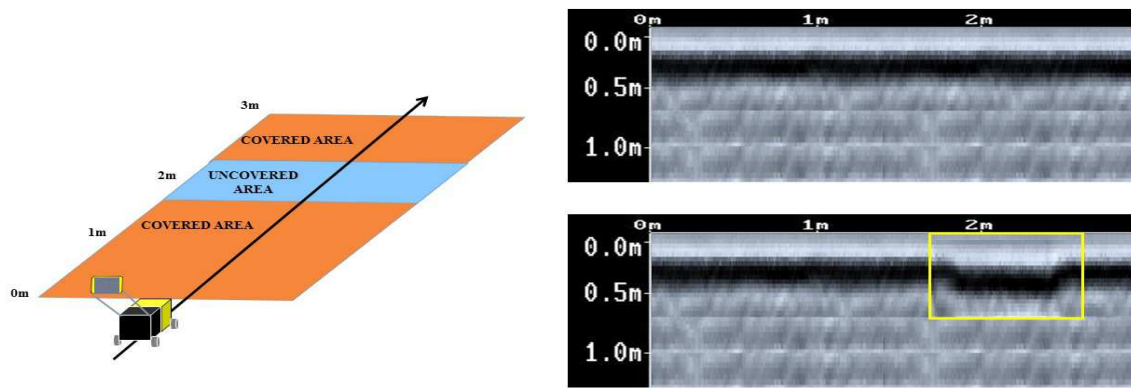 3m
COVERED AREA
2m
UNCOVERED
AREA
1m
COVERED AREA
0m
0m 1m 2m
0.0m
0.5m
1.0m
0m 1m 2m
0.0m
0.5m
1.0m